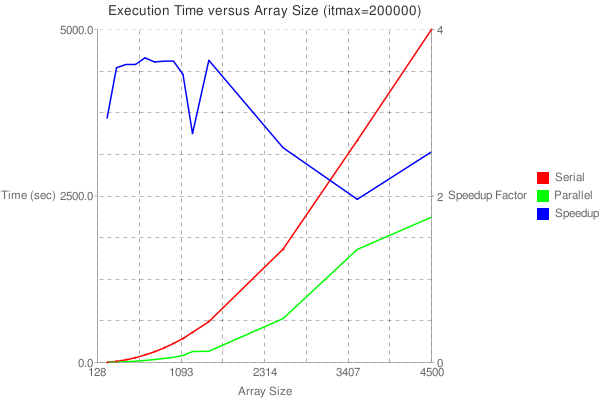 Execution Time versus Array Size (itmax=200000)
5000.0
4
Serial
Time (sec)
2500.0
2
Speedup Factor
Parallel
Speedup
0.0
0
128
1093
2314
3407
4500
Array Size